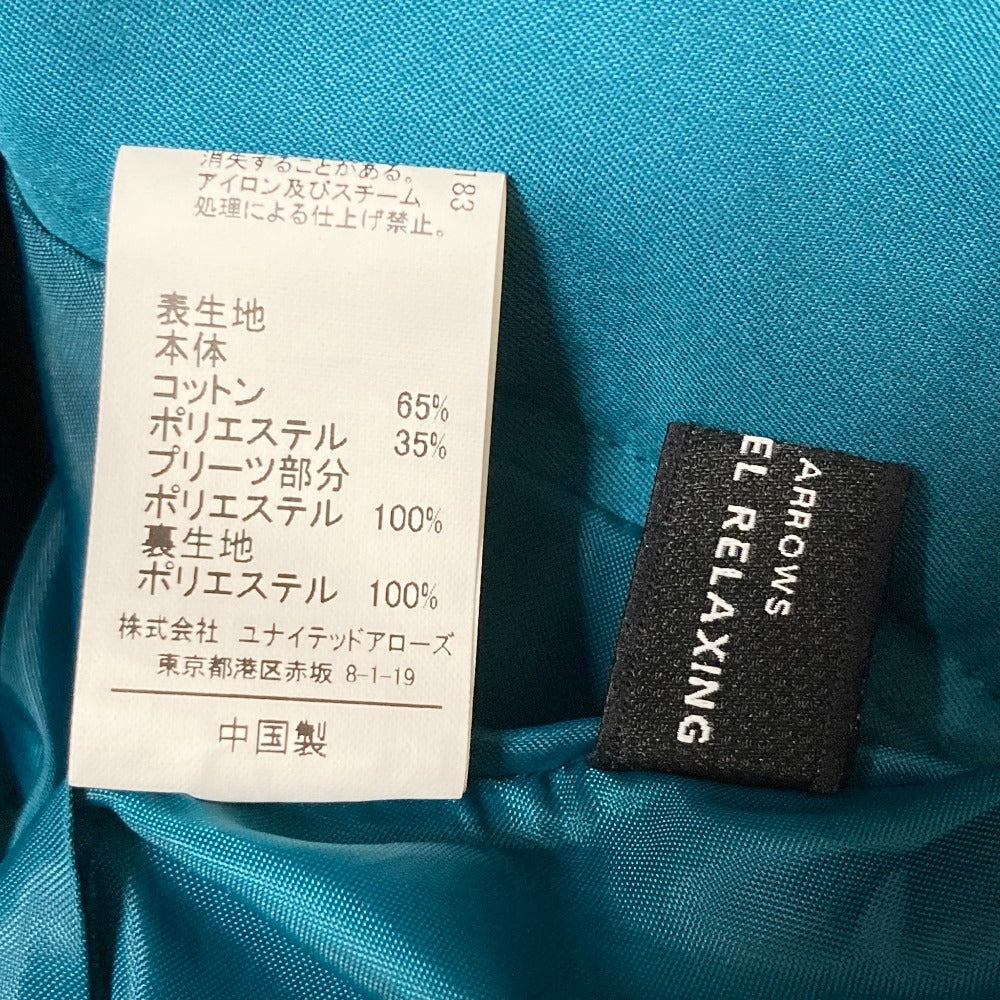 消失することがある。
アイロン及びスチーム
処理による仕上げ禁止。
183
表生地
本体
コットン 65%
ポリエステル 35%
プリーツ部分
ポリエステル 100%
裏生地
ポリエステル 100%
株式会社 ユナイテッドアローズ
東京都港区赤坂 8-1-19
中国製
ARROWS
EL RELAXING